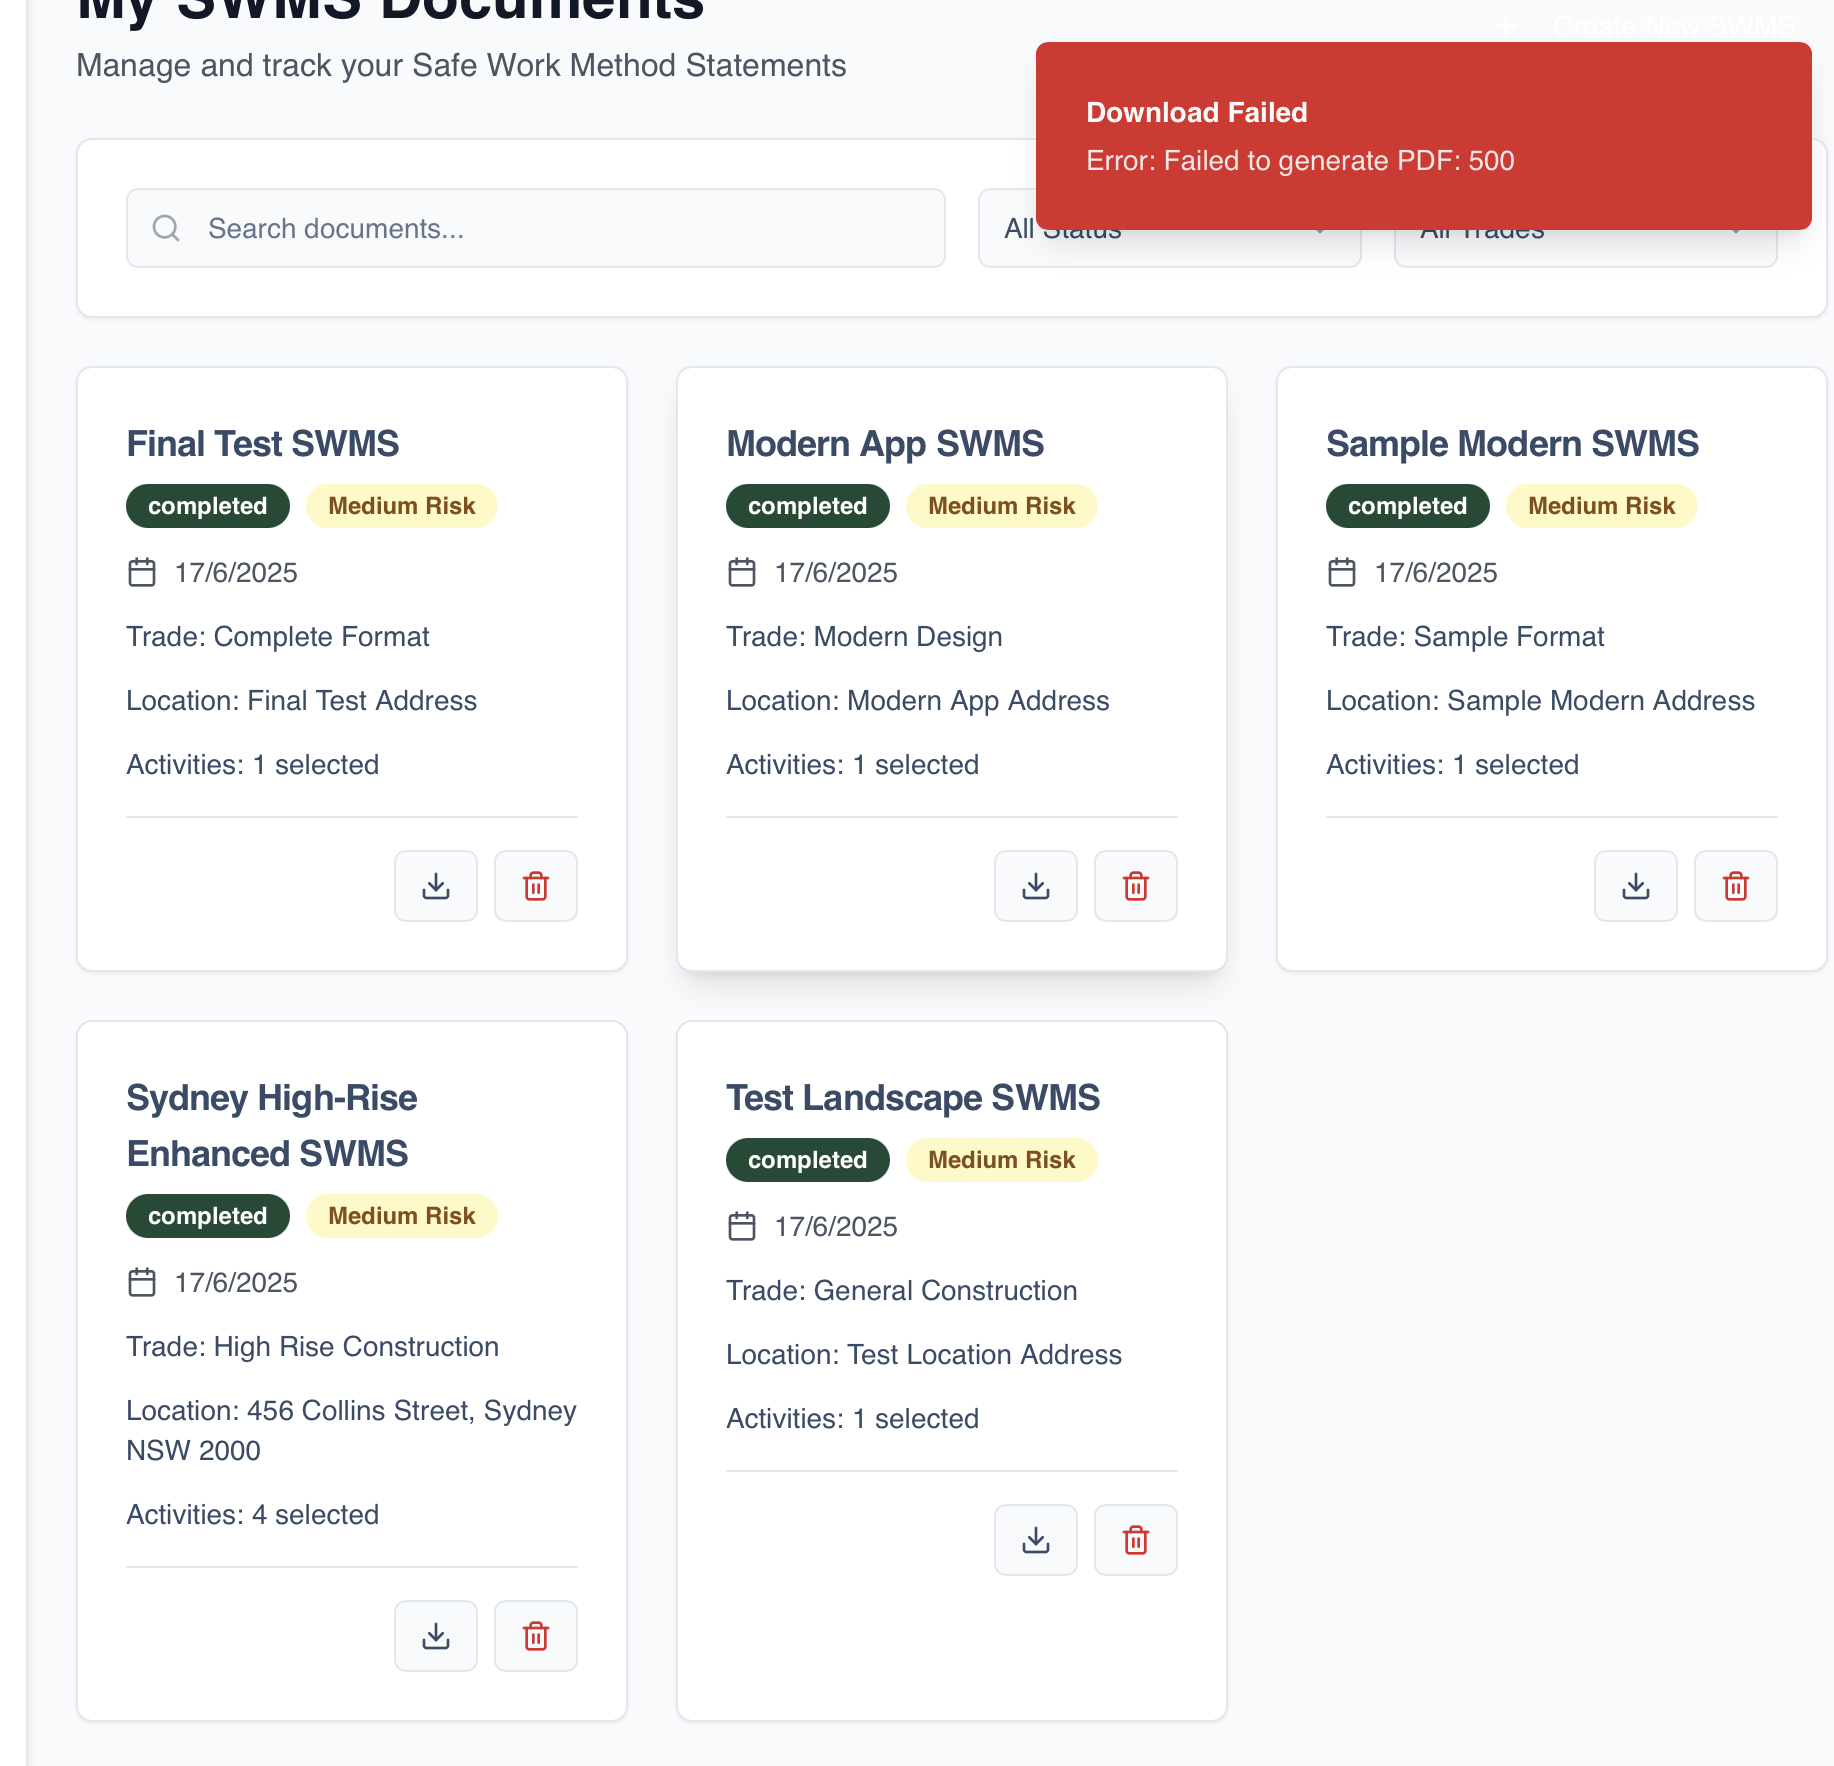 My SWMS Documents
Create New SWMS
Manage and track your Safe Work Method Statements
Download Failed
Error: Failed to generate PDF: 500
Search documents...
All Status
All Trades
Final Test SWMS
completed
Medium Risk
17/6/2025
Trade: Complete Format
Location: Final Test Address
Activities: 1 selected
Modern App SWMS
completed
Medium Risk
17/6/2025
Trade: Modern Design
Location: Modern App Address
Activities: 1 selected
Sample Modern SWMS
completed
Medium Risk
17/6/2025
Trade: Sample Format
Location: Sample Modern Address
Activities: 1 selected
Sydney High-Rise
Enhanced SWMS
completed
Medium Risk
17/6/2025
Trade: High Rise Construction
Location: 456 Collins Street, Sydney
NSW 2000
Activities: 4 selected
Test Landscape SWMS
completed
Medium Risk
17/6/2025
Trade: General Construction
Location: Test Location Address
Activities: 1 selected